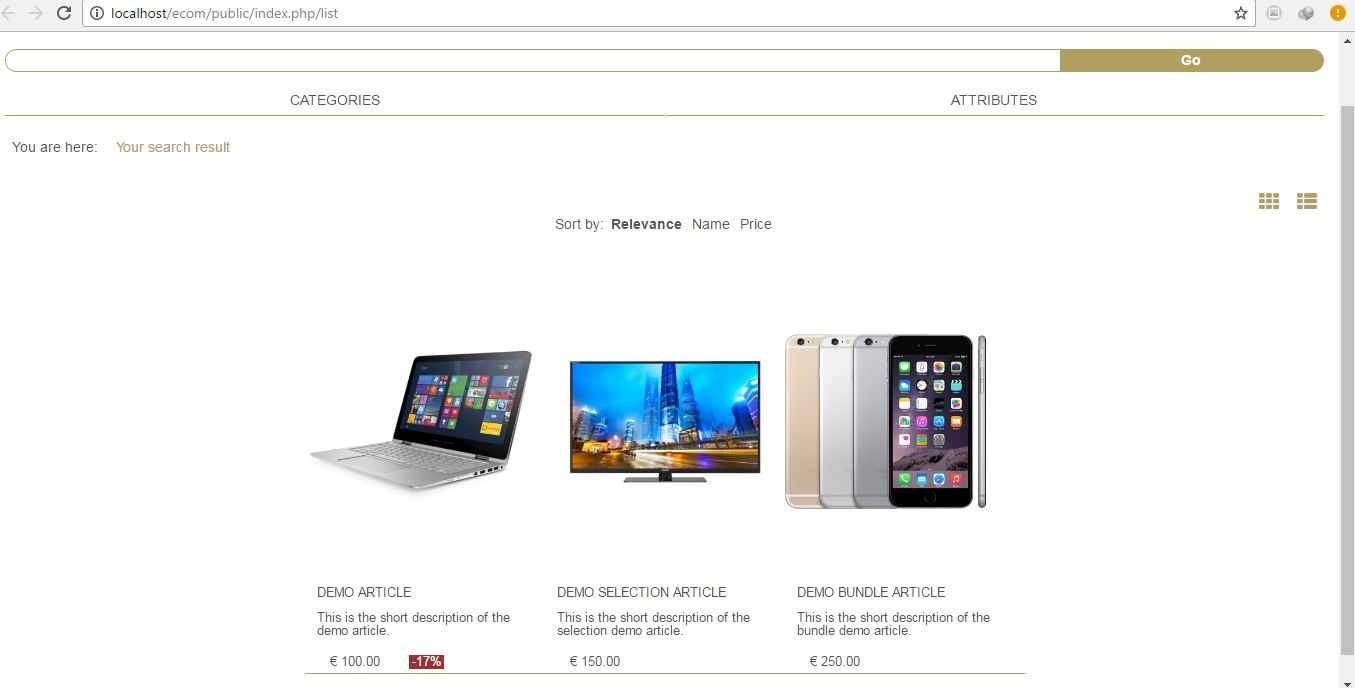 localhost/ecom/public/index.php/list
Go
CATEGORIES ATTRIBUTES
You are here: Your search result
Sort by: Relevance Name Price
DEMO ARTICLE
This is the short description of the
demo article.
€ 100.00 -17%
DEMO SELECTION ARTICLE
This is the short description of the
selection demo article.
€ 150.00
DEMO BUNDLE ARTICLE
This is the short description of the
bundle demo article.
€ 250.00